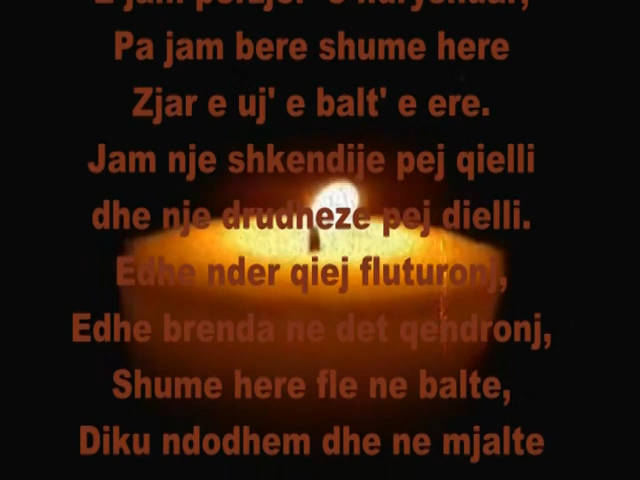 E jam
Pa jam bere shume here
Zjar e uj' e balt' e ere.
Jam nje shkendije pej qielli
dhe nje drudheze pej dielli.
Edhe nder qiej fluturonj,
Edhe brenda ne det qendronj,
Shume here fle ne balte,
Diku ndodhem dhe ne mjalte